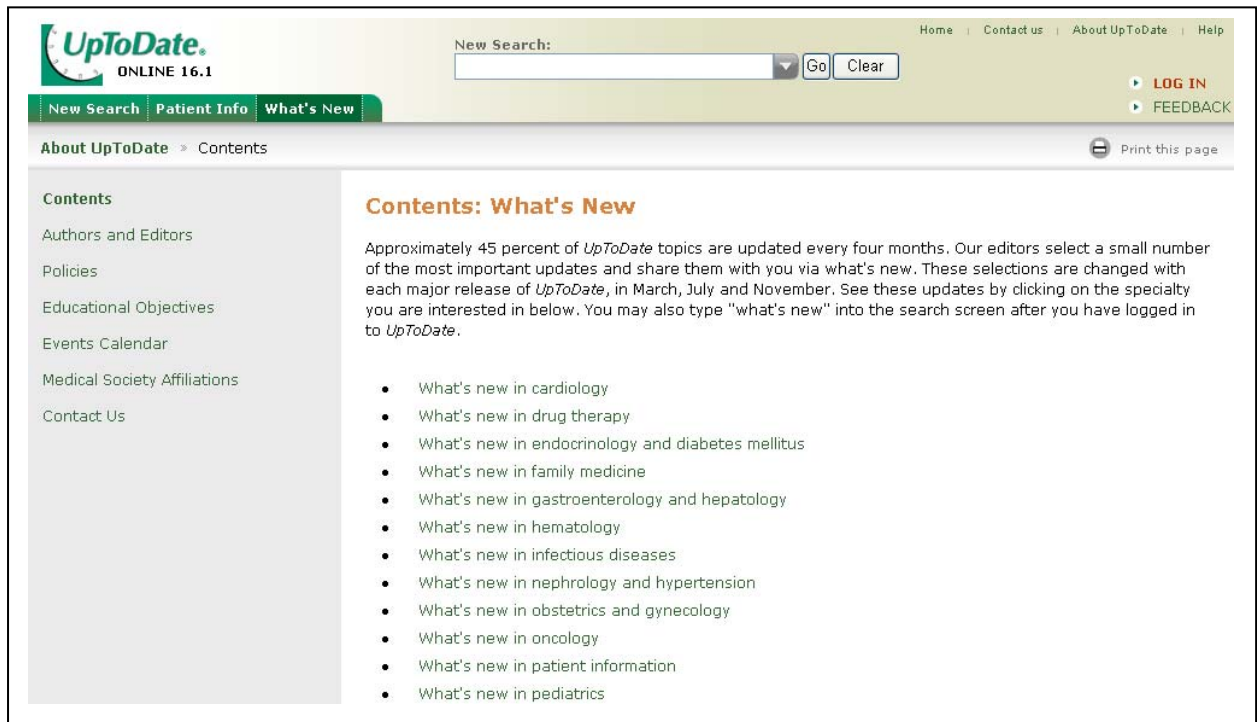 UpToDate®
ONLINE 16.1
New Search:
Go Clear
Home | Contact us | About UpToDate | Help
LOG IN
FEEDBACK
New Search Patient Info What's New
About UpToDate » Contents
Print this page
Contents
Authors and Editors
Policies
Educational Objectives
Events Calendar
Medical Society Affiliations
Contact Us
Contents: What's New
Approximately 45 percent of UpToDate topics are updated every four months. Our editors select a small number
of the most important updates and share them with you via what's new. These selections are changed with
each major release of UpToDate, in March, July and November. See these updates by clicking on the specialty
you are interested in below. You may also type "what's new" into the search screen after you have logged in
to UpToDate.
• What's new in cardiology
• What's new in drug therapy
• What's new in endocrinology and diabetes mellitus
• What's new in family medicine
• What's new in gastroenterology and hepatology
• What's new in hematology
• What's new in infectious diseases
• What's new in nephrology and hypertension
• What's new in obstetrics and gynecology
• What's new in oncology
• What's new in patient information
• What's new in pediatrics